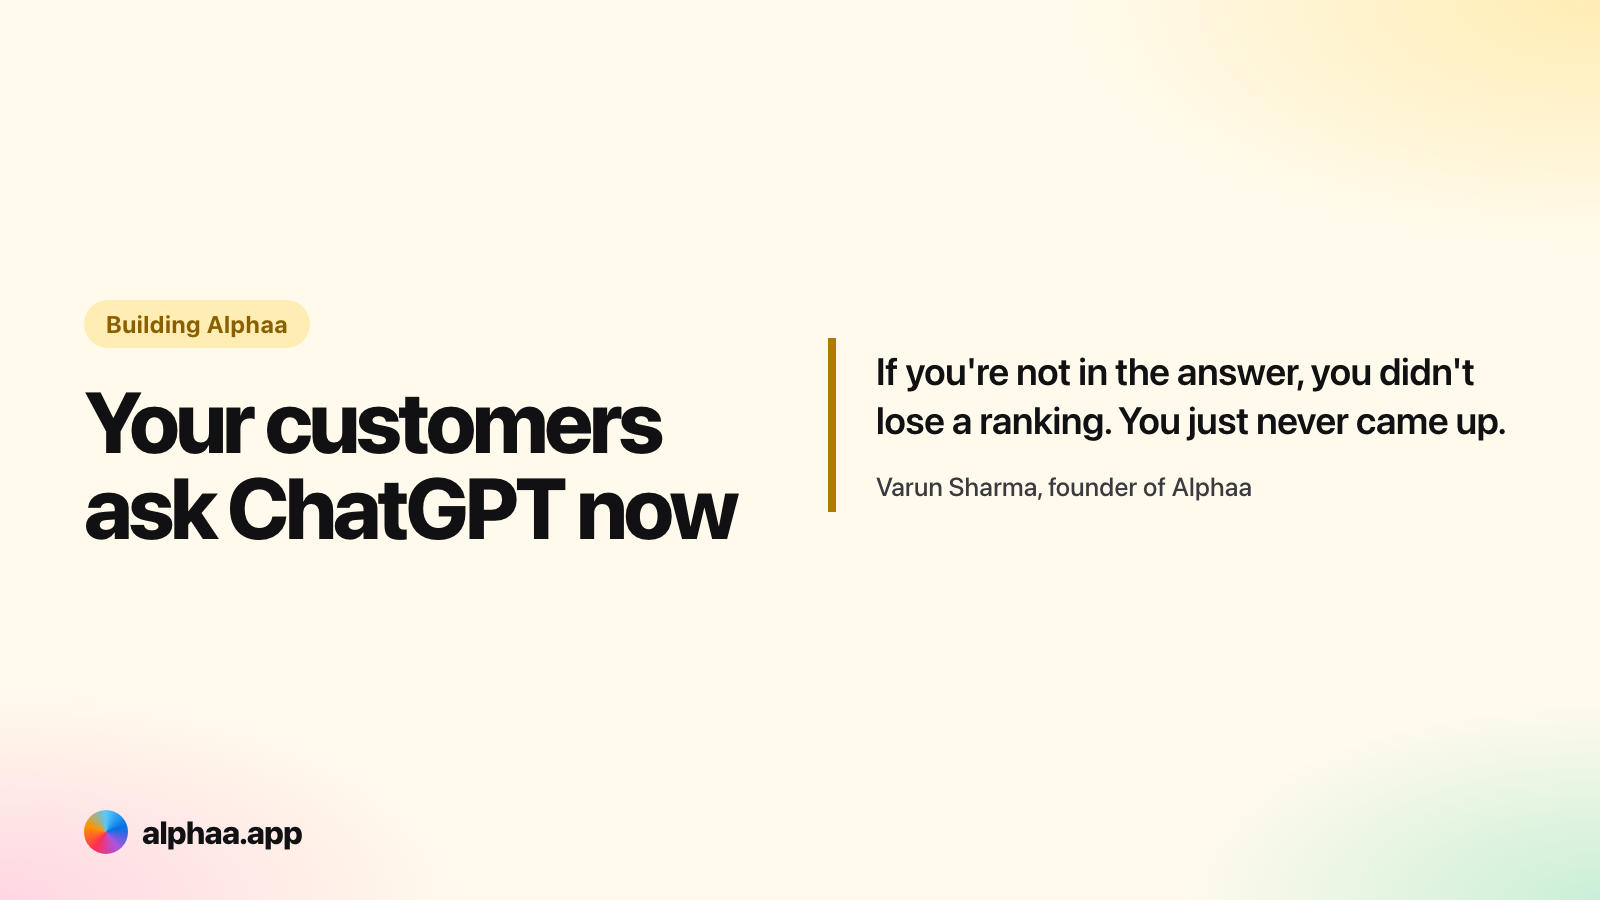 Building Alphaa
Your customers
ask ChatGPT now
If you're not in the answer, you didn't
lose a ranking. You just never came up.
Varun Sharma, founder of Alphaa
alphaa.app